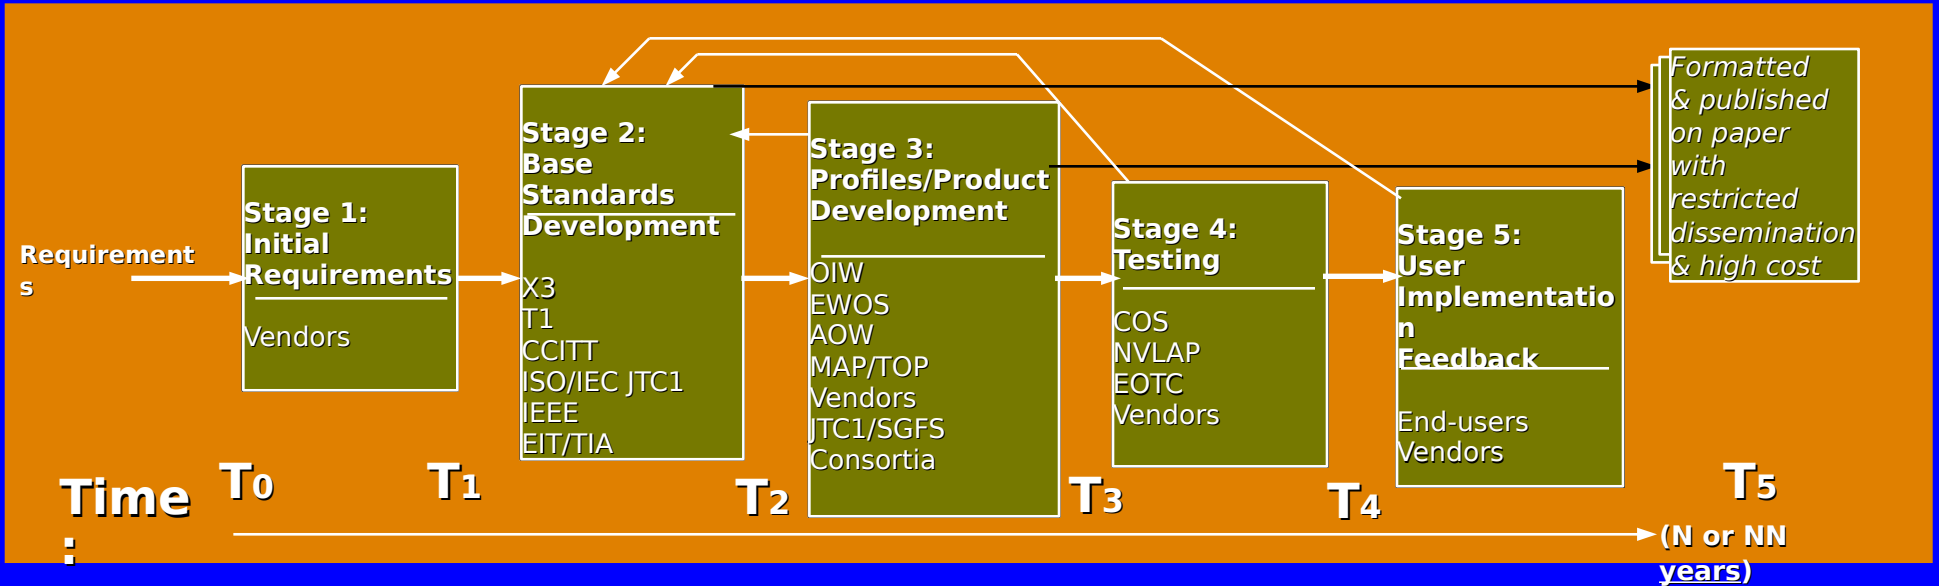 Requirement
s
Stage 1:
Initial
Requirements
Vendors
Stage 2:
Base
Standards
Development
X3
T1
CCITT
ISO/IEC JTC1
IEEE
EIT/TIA
Stage 3:
Profiles/Product
Development
OIW
EWOS
AOW
MAP/TOP
Vendors
JTC1/SGFS
Consortia
Stage 4:
Testing
COS
NVLAP
EOTC
Vendors
Stage 5:
User
Implementatio
n
Feedback
End-users
Vendors
Formatted
& published
on paper
with
restricted
dissemination
& high cost
Time
:
T0
T1
T2
T3
T4
T5
(N or NN
years)